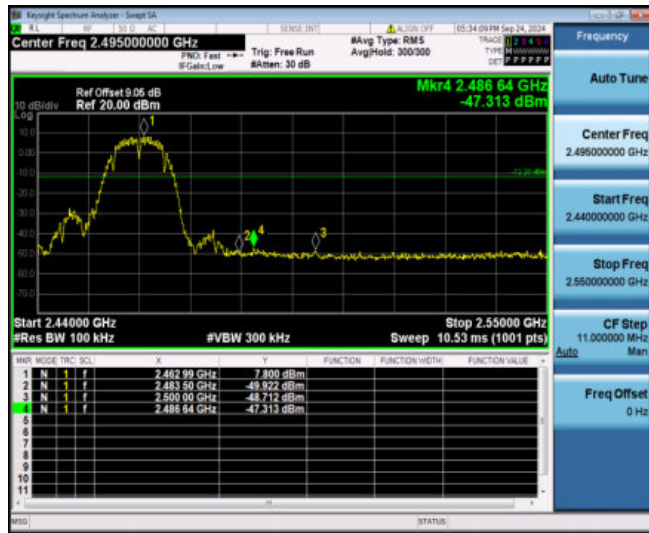 Keysight Spectrum Analyzer - Swept SA
RL RF 50 Ω AC SENSE:INT ALIGN OFF 05:34:09 PM Sep 24, 2024
Center Freq 2.495000000 GHz
PNO: Fast
IFGain:Low
Trig: Free Run
#Atten: 30 dB
#Avg Type: RMS
Avg|Hold: 300/300
TRACE 1 2 3 4 5 6
TYPE M WWWWW
DET P P P P P P
Ref Offset 9.05 dB
10 dB/div Ref 20.00 dBm
Log
Mkr4 2.486 64 GHz
-47.313 dBm
10.0
0.00
-10.0
-20.0
-30.0
-40.0
-50.0
-60.0
-70.0
1
2
4
3
Start 2.44000 GHz Stop 2.55000 GHz
#Res BW 100 kHz #VBW 300 kHz Sweep 10.53 ms (1001 pts)
MKR MODE TRC SCL X Y FUNCTION FUNCTION WIDTH FUNCTION VALUE
1 N 1 f 2.462 99 GHz 7.800 dBm
2 N 1 f 2.483 50 GHz -49.922 dBm
3 N 1 f 2.500 00 GHz -48.712 dBm
4 N 1 f 2.486 64 GHz -47.313 dBm
5
6
7
8
9
10
11
MSG STATUS
Frequency
Auto Tune
Center Freq
2.495000000 GHz
Start Freq
2.440000000 GHz
Stop Freq
2.550000000 GHz
CF Step
11.000000 MHz
Auto Man
Freq Offset
0 Hz